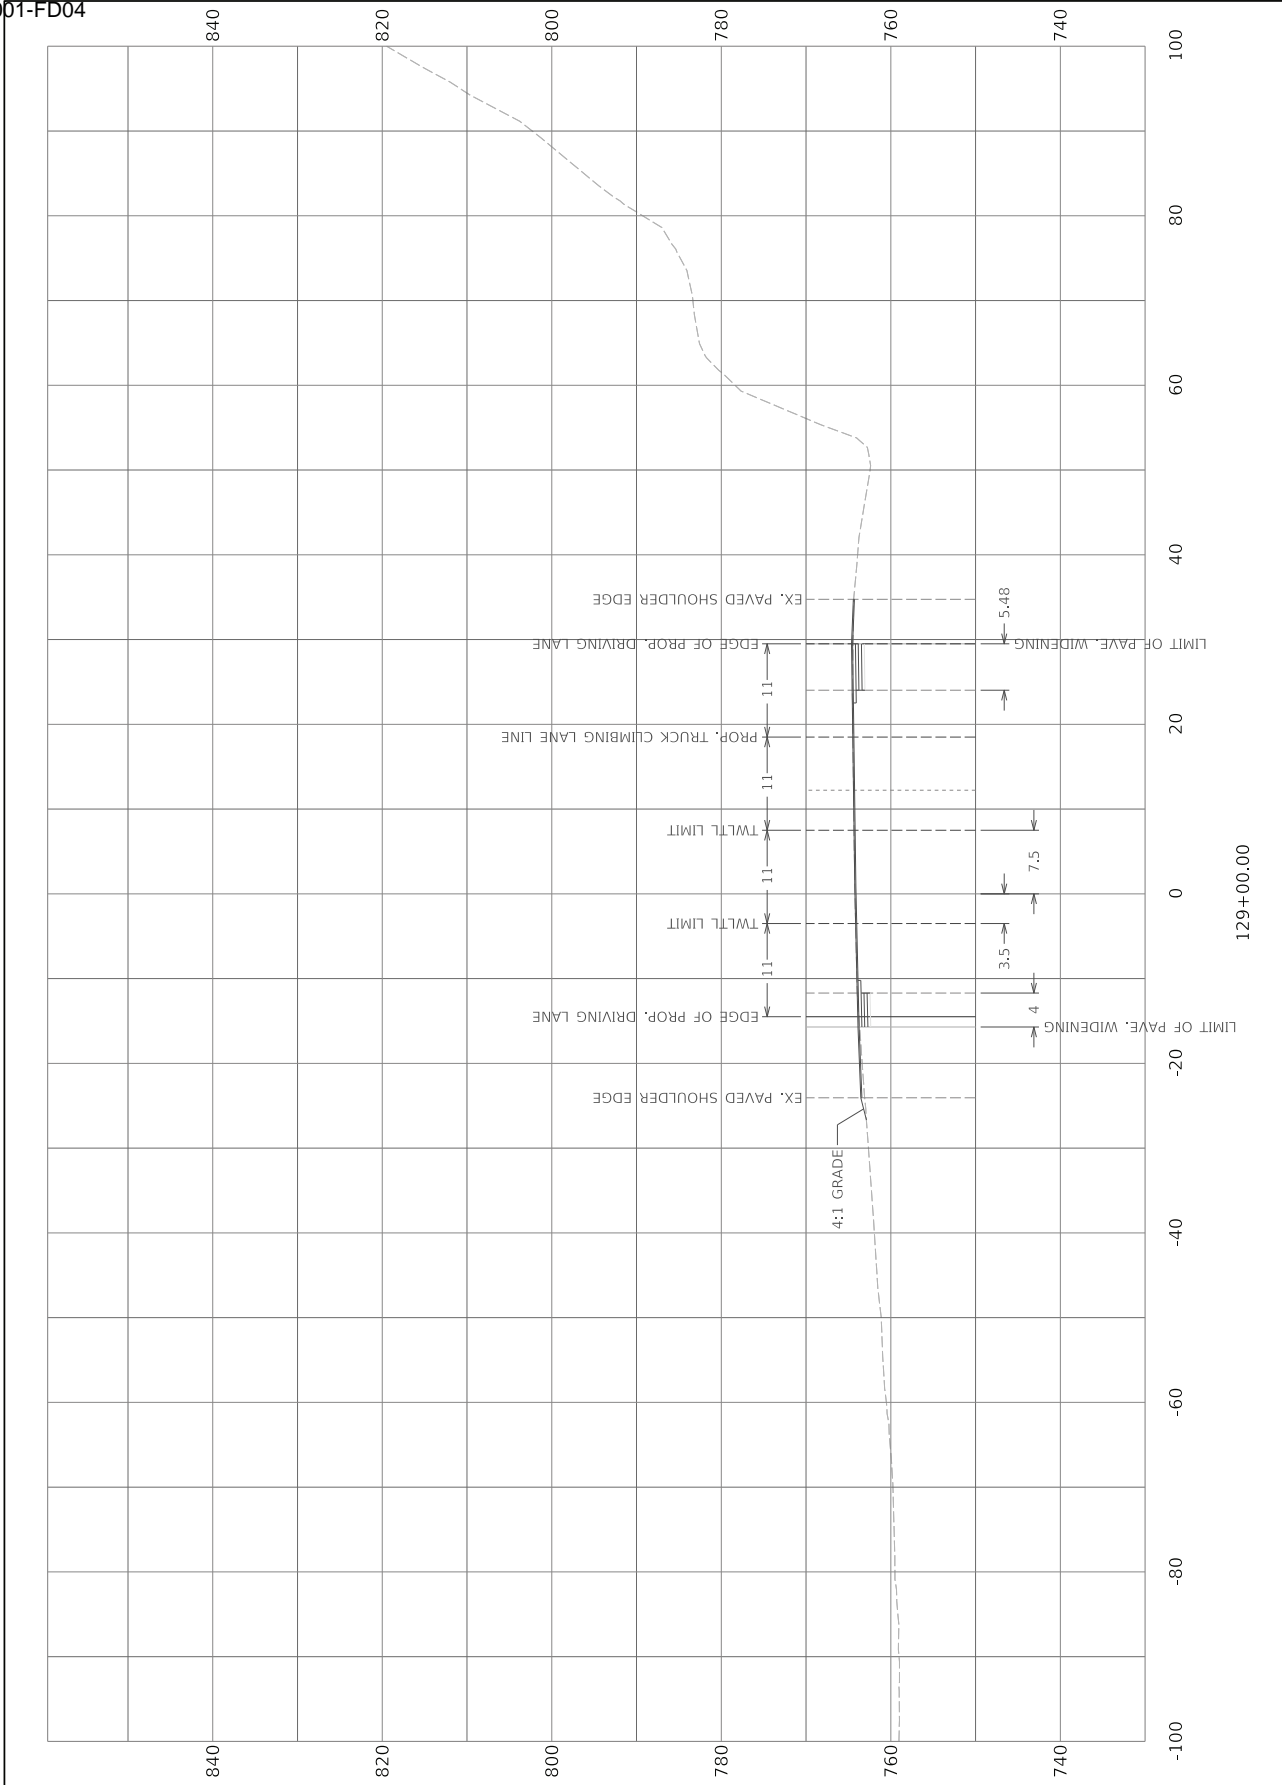 001-FD04
840
820
800
780
760
740
100
80
60
40
20
0
-20
-40
-60
-80
-100
EX. PAVED SHOULDER EDGE
5.48
EDGE OF PROP. DRIVING LANE
LIMIT OF PAVE. WIDENING
11
PROP. TRUCK CLIMBING LANE LINE
11
TWLTL LIMIT
7.5
11
TWLTL LIMIT
3.5
11
4
EDGE OF PROP. DRIVING LANE
LIMIT OF PAVE. WIDENING
EX. PAVED SHOULDER EDGE
4:1 GRADE
129+00.00
840
820
800
780
760
740